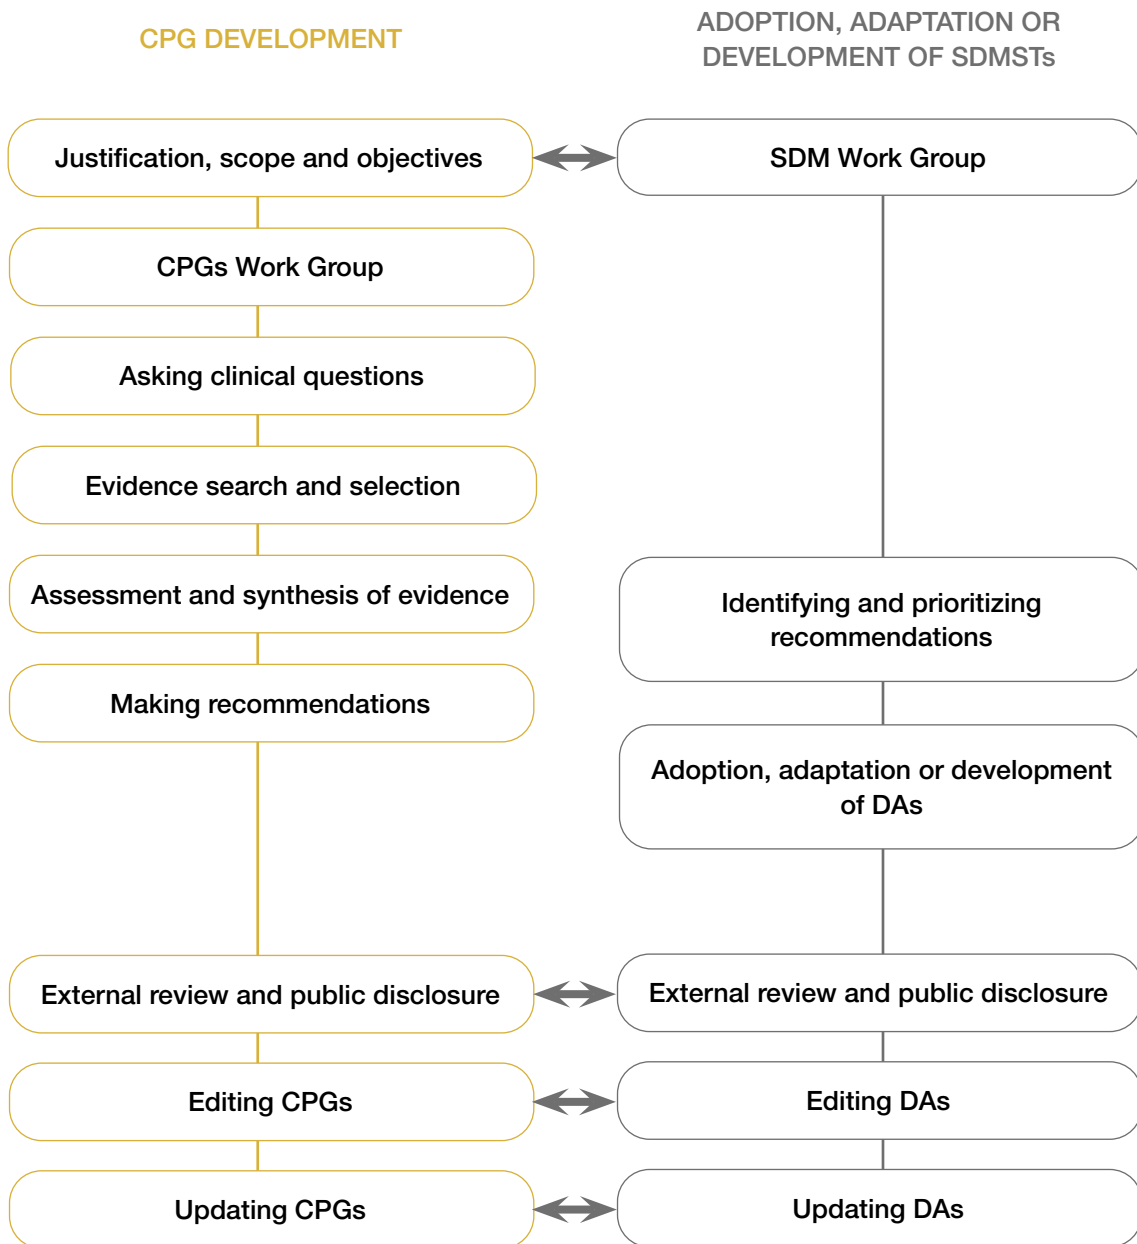 CPG DEVELOPMENT
ADOPTION, ADAPTATION OR
DEVELOPMENT OF SDMSTs
Justification, scope and objectives
SDM Work Group
CPGs Work Group
Asking clinical questions
Evidence search and selection
Assessment and synthesis of evidence
Identifying and prioritizing
recommendations
Making recommendations
Adoption, adaptation or development
of DAs
External review and public disclosure
External review and public disclosure
Editing CPGs
Editing DAs
Updating CPGs
Updating DAs